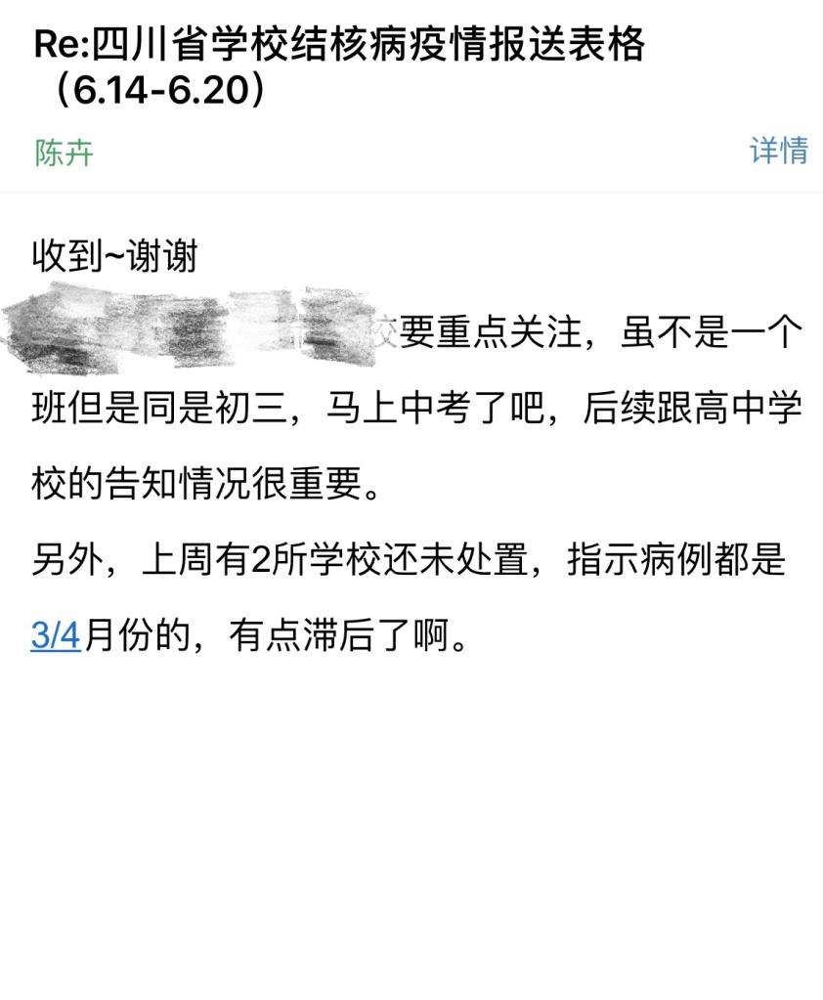 Re:四川省学校结核病疫情报送表格
（6.14-6.20）
陈卉
详情
收到~谢谢
要重点关注，虽不是一个
班但是同是初三，马上中考了吧，后续跟高中学
校的告知情况很重要。
另外，上周有2所学校还未处置，指示病例都是
3/4月份的，有点滞后了啊。